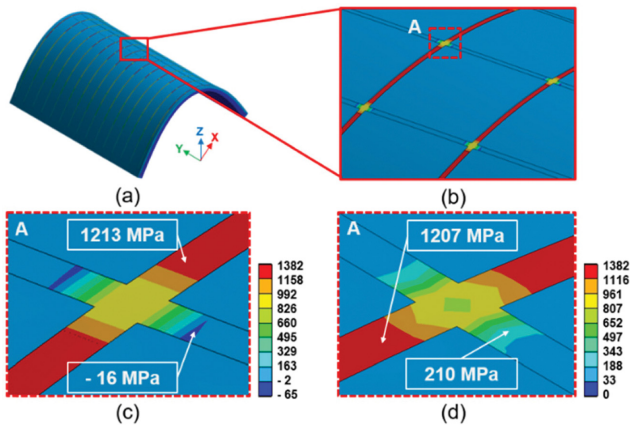 A
Z
Y
X
(a)
(b)
A
1213 MPa
- 16 MPa
1382
1158
992
826
660
495
329
163
- 2
- 65
A
1207 MPa
210 MPa
1382
1116
961
807
652
497
343
188
33
0
(c)
(d)